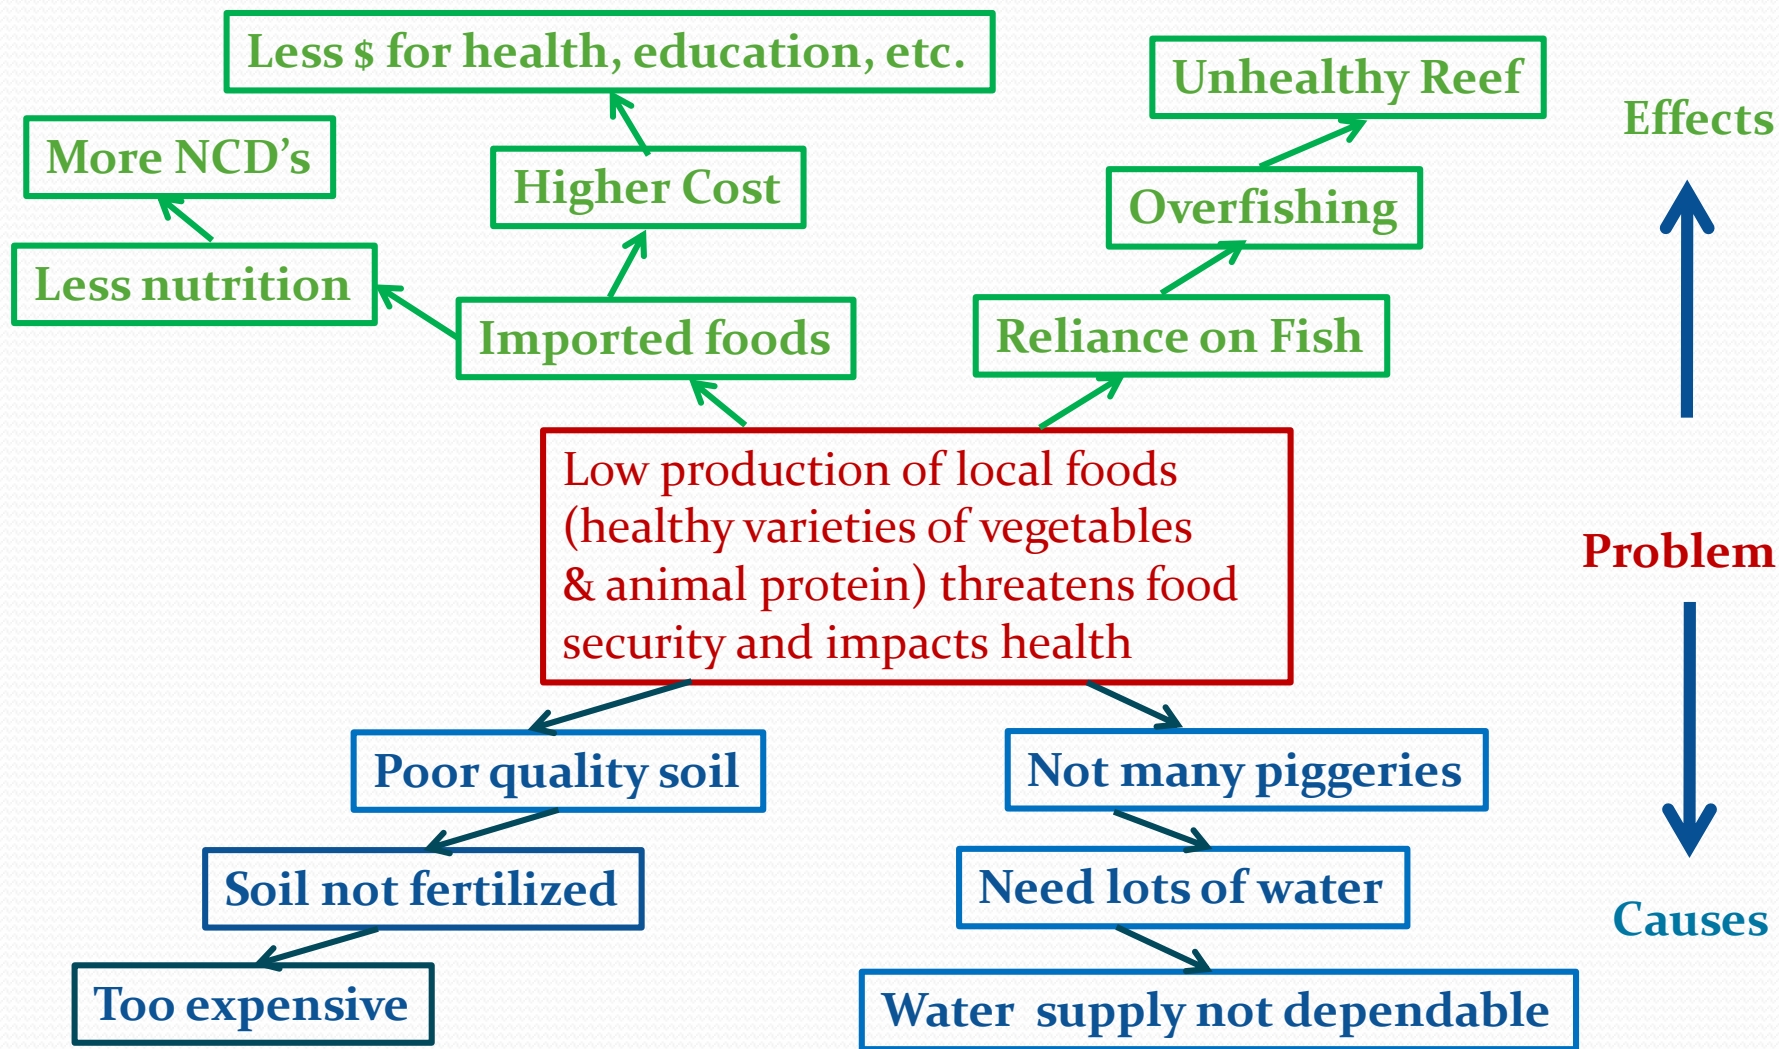 Less $ for health, education, etc.
Unhealthy Reef
Effects
More NCD’s
Higher Cost
Overfishing
Less nutrition
Imported foods
Reliance on Fish
Low production of local foods
(healthy varieties of vegetables
& animal protein) threatens food
security and impacts health
Problem
Poor quality soil
Not many piggeries
Soil not fertilized
Need lots of water
Causes
Too expensive
Water supply not dependable